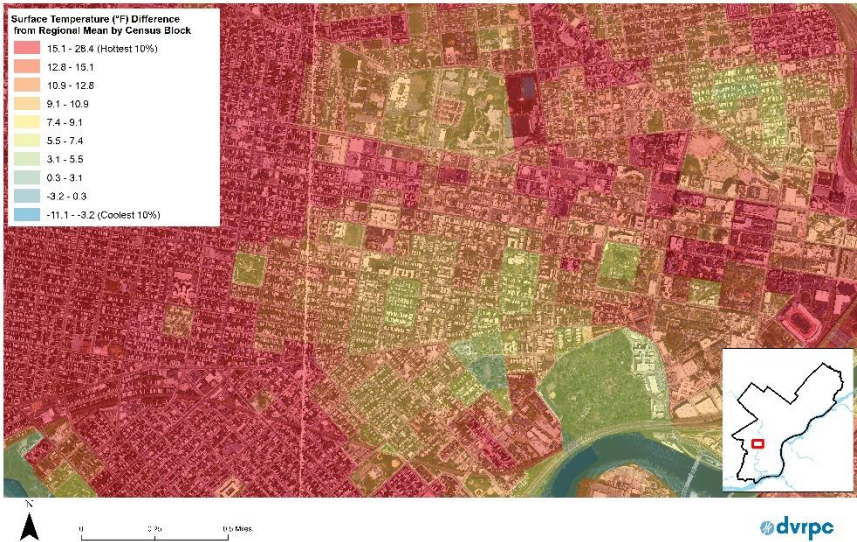 Surface Temperature (°F) Difference
from Regional Mean by Census Block
15.1 - 28.4 (Hottest 10%)
12.8 - 15.1
10.9 - 12.8
9.1 - 10.9
7.4 - 9.1
5.5 - 7.4
3.1 - 5.5
0.3 - 3.1
-3.2 - 0.3
-11.1 - -3.2 (Coolest 10%)
N
0 0.25 0.5 Miles
dvrpc